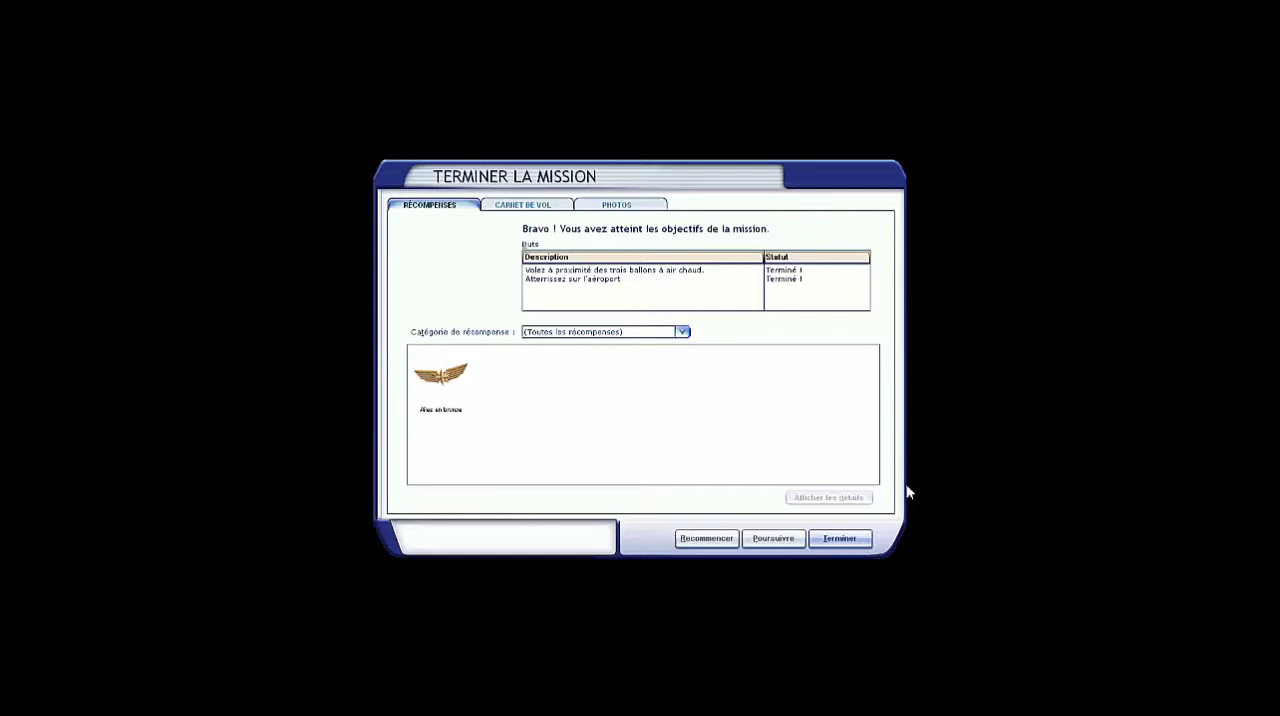 TERMINER LA MISSION
RÉCOMPENSES CARNET DE VOL PHOTOS
Bravo ! Vous avez atteint les objectifs de la mission.
Buts
Description Statut
Volez à proximité des trois ballons à air chaud. Terminé !
Atterrissez sur l'aéroport Terminé !
Catégorie de récompense : (Toutes les récompenses)
Ailes en bronze
Afficher les détails
Recommencer Poursuivre Terminer